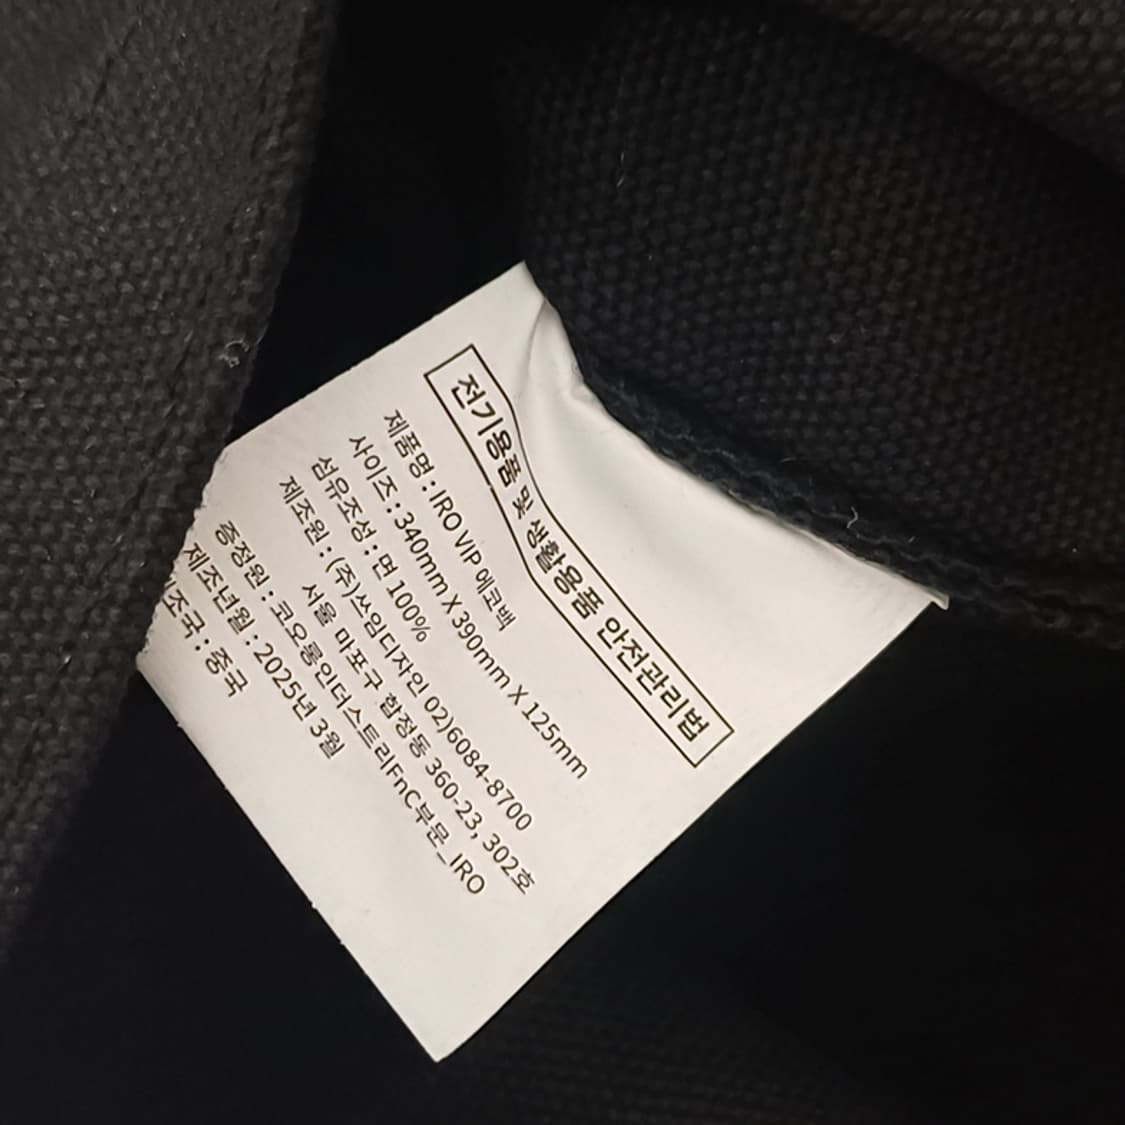 전기용품 및 생활용품 안전관리법
제품명 : IRO VIP 에코백
사이즈 : 340mm X 390mm X 125mm
섬유조성 : 면 100%
제조원 : (주)쓰임디자인 02)6084-8700
서울 마포구 합정동 360-23, 302호
증정원 : 코오롱인더스트리FnC부문_IRO
제조년월 : 2025년 3월
제조국 : 중국